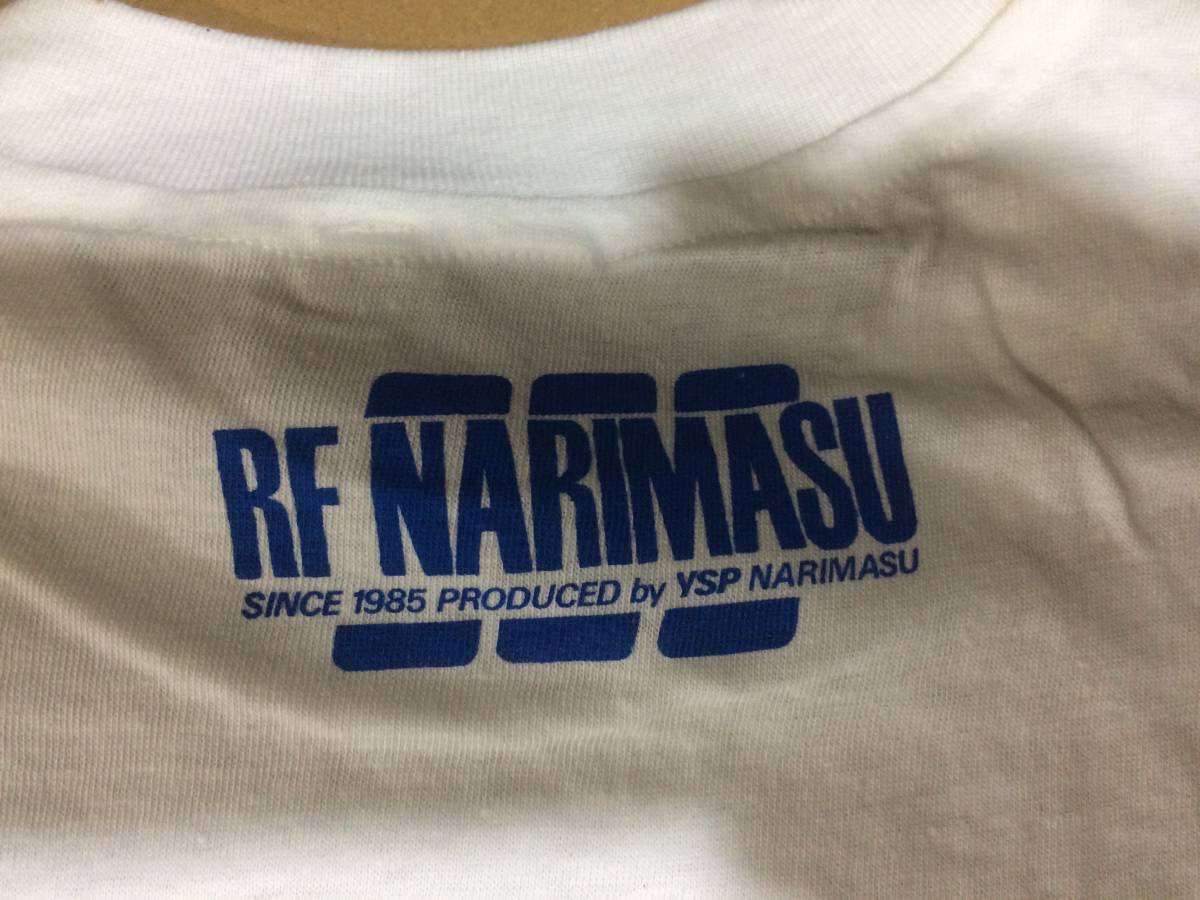 RF NARIMASU
SINCE 1985 PRODUCED by YSP NARIMASU